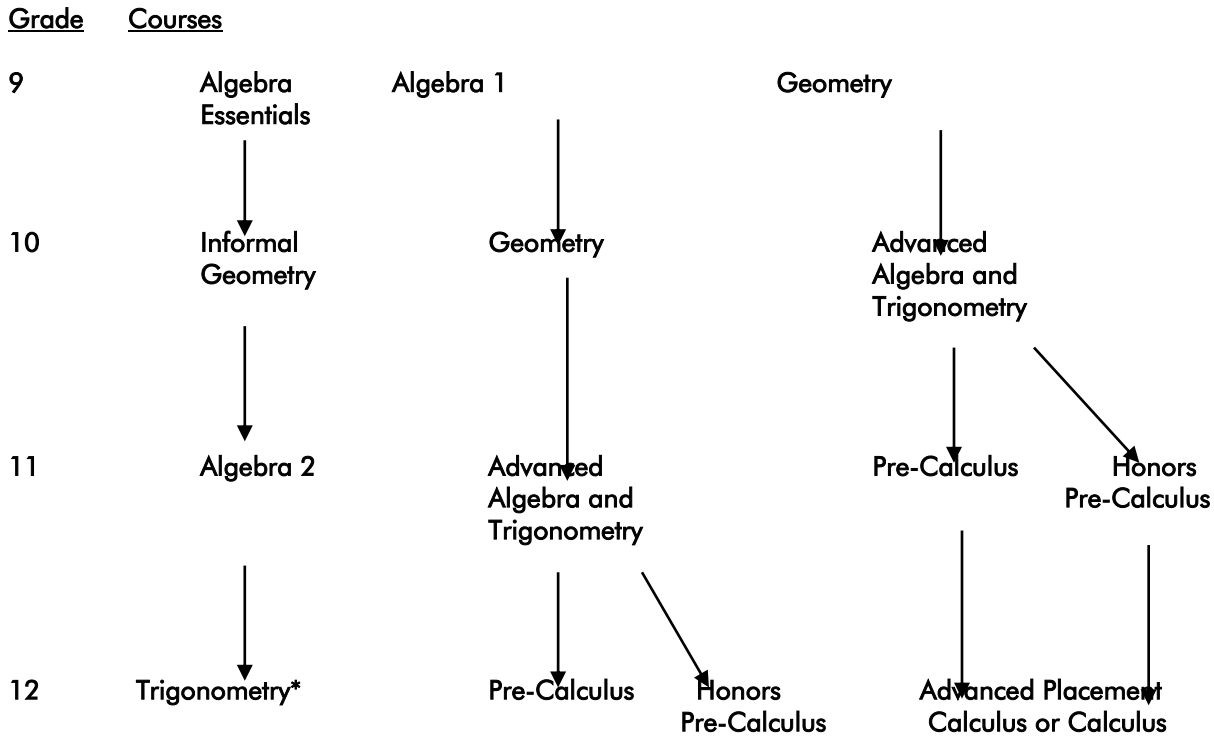 Grade Courses
9 Algebra Algebra 1 Geometry
Essentials
10 Informal Geometry Advanced
Geometry Algebra and
Trigonometry
11 Algebra 2 Advanced Pre-Calculus Honors
Algebra and Pre-Calculus
Trigonometry
12 Trigonometry* Pre-Calculus Honors Advanced Placement
Pre-Calculus Calculus or Calculus